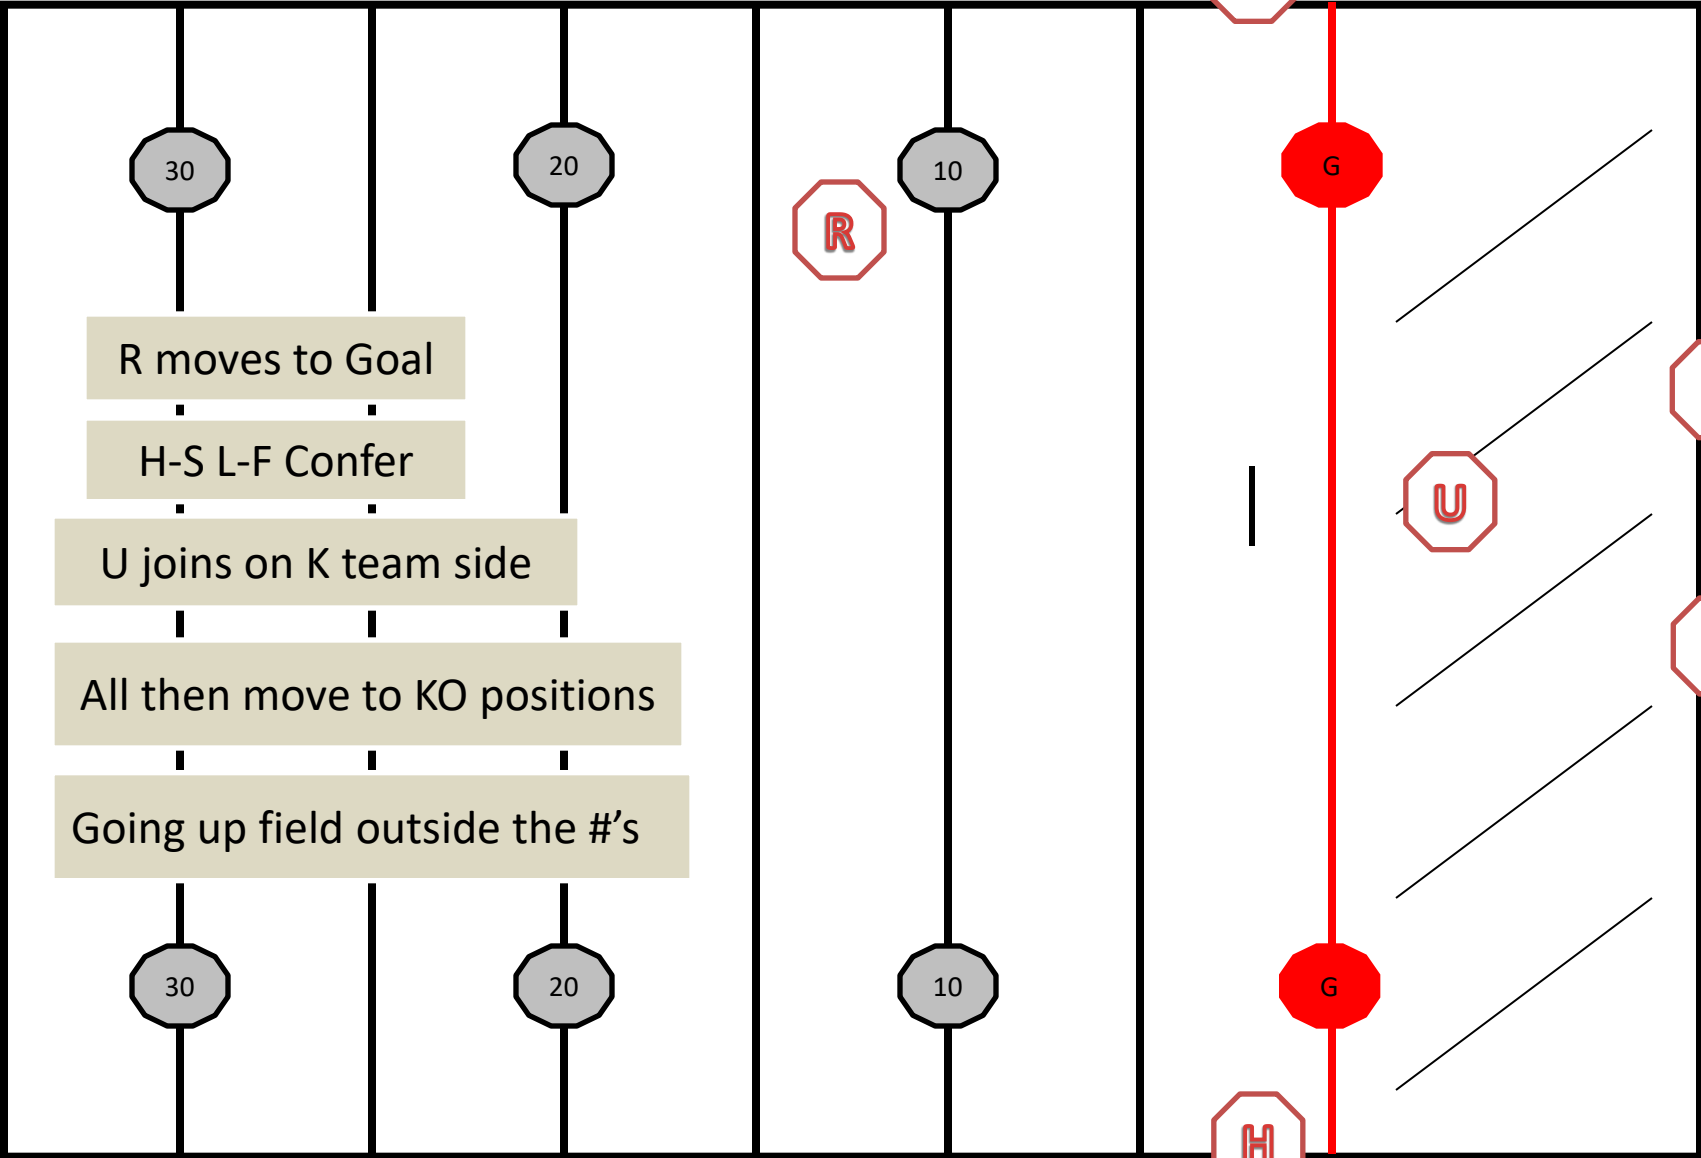 30
20
10
G
R
R moves to Goal
H-S L-F Confer
U
U joins on K team side
All then move to KO positions
Going up field outside the #’s
30
20
10
G
H